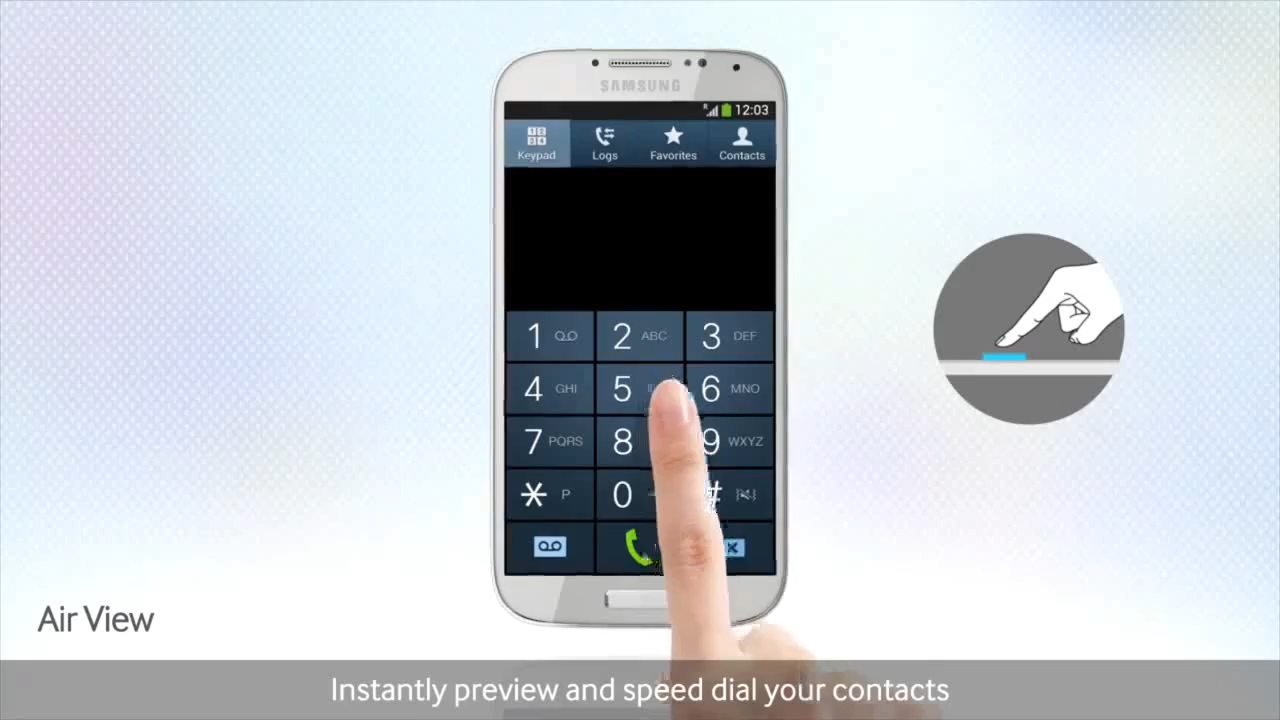 SAMSUNG
12:03
Keypad Logs Favorites Contacts
1 2 ABC 3 DEF
4 GHI 5 6 MNO
7 PQRS 8 9 WXYZ
* P 0 #
Air View
Instantly preview and speed dial your contacts